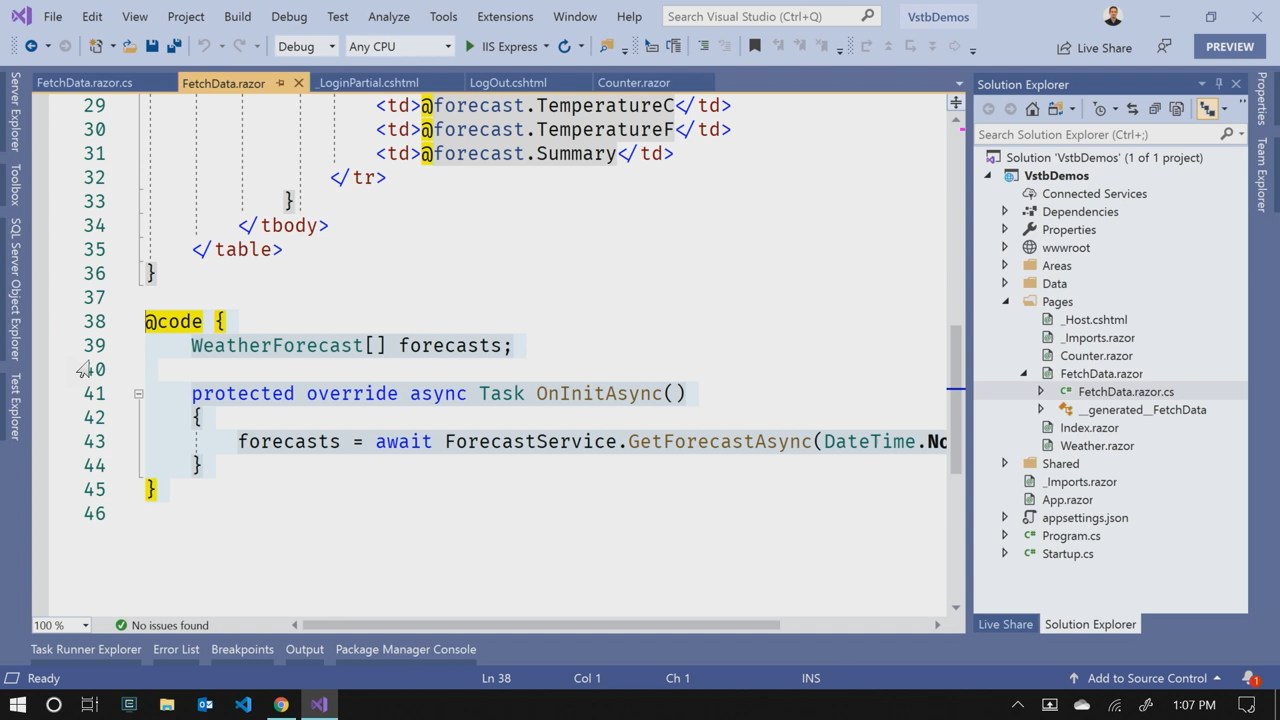 File Edit View Project Build Debug Test Analyze Tools Extensions Window Help Search Visual Studio (Ctrl+Q) VstbDemos
Debug Any CPU IIS Express Live Share PREVIEW
FetchData.razor.cs FetchData.razor _LoginPartial.cshtml LogOut.cshtml Counter.razor
Server Explorer
Toolbox
SQL Server Object Explorer
Test Explorer
29 <td>@forecast.TemperatureC</td>
30 <td>@forecast.TemperatureF</td>
31 <td>@forecast.Summary</td>
32 </tr>
33 }
34 </tbody>
35 </table>
36 }
37
38 @code {
39 WeatherForecast[] forecasts;
40
41 protected override async Task OnInitAsync()
42 {
43 forecasts = await ForecastService.GetForecastAsync(DateTime.No
44 }
45 }
46
100 % No issues found
Solution Explorer
Search Solution Explorer (Ctrl+;)
Solution 'VstbDemos' (1 of 1 project)
VstbDemos
Connected Services
Dependencies
Properties
wwwroot
Areas
Data
Pages
_Host.cshtml
_Imports.razor
Counter.razor
FetchData.razor
C# FetchData.razor.cs
__generated__FetchData
Index.razor
Weather.razor
Shared
_Imports.razor
App.razor
appsettings.json
C# Program.cs
C# Startup.cs
Live Share Solution Explorer
Properties
Team Explorer
Task Runner Explorer Error List Breakpoints Output Package Manager Console
Ready Ln 38 Col 1 Ch 1 INS Add to Source Control 1
1:07 PM